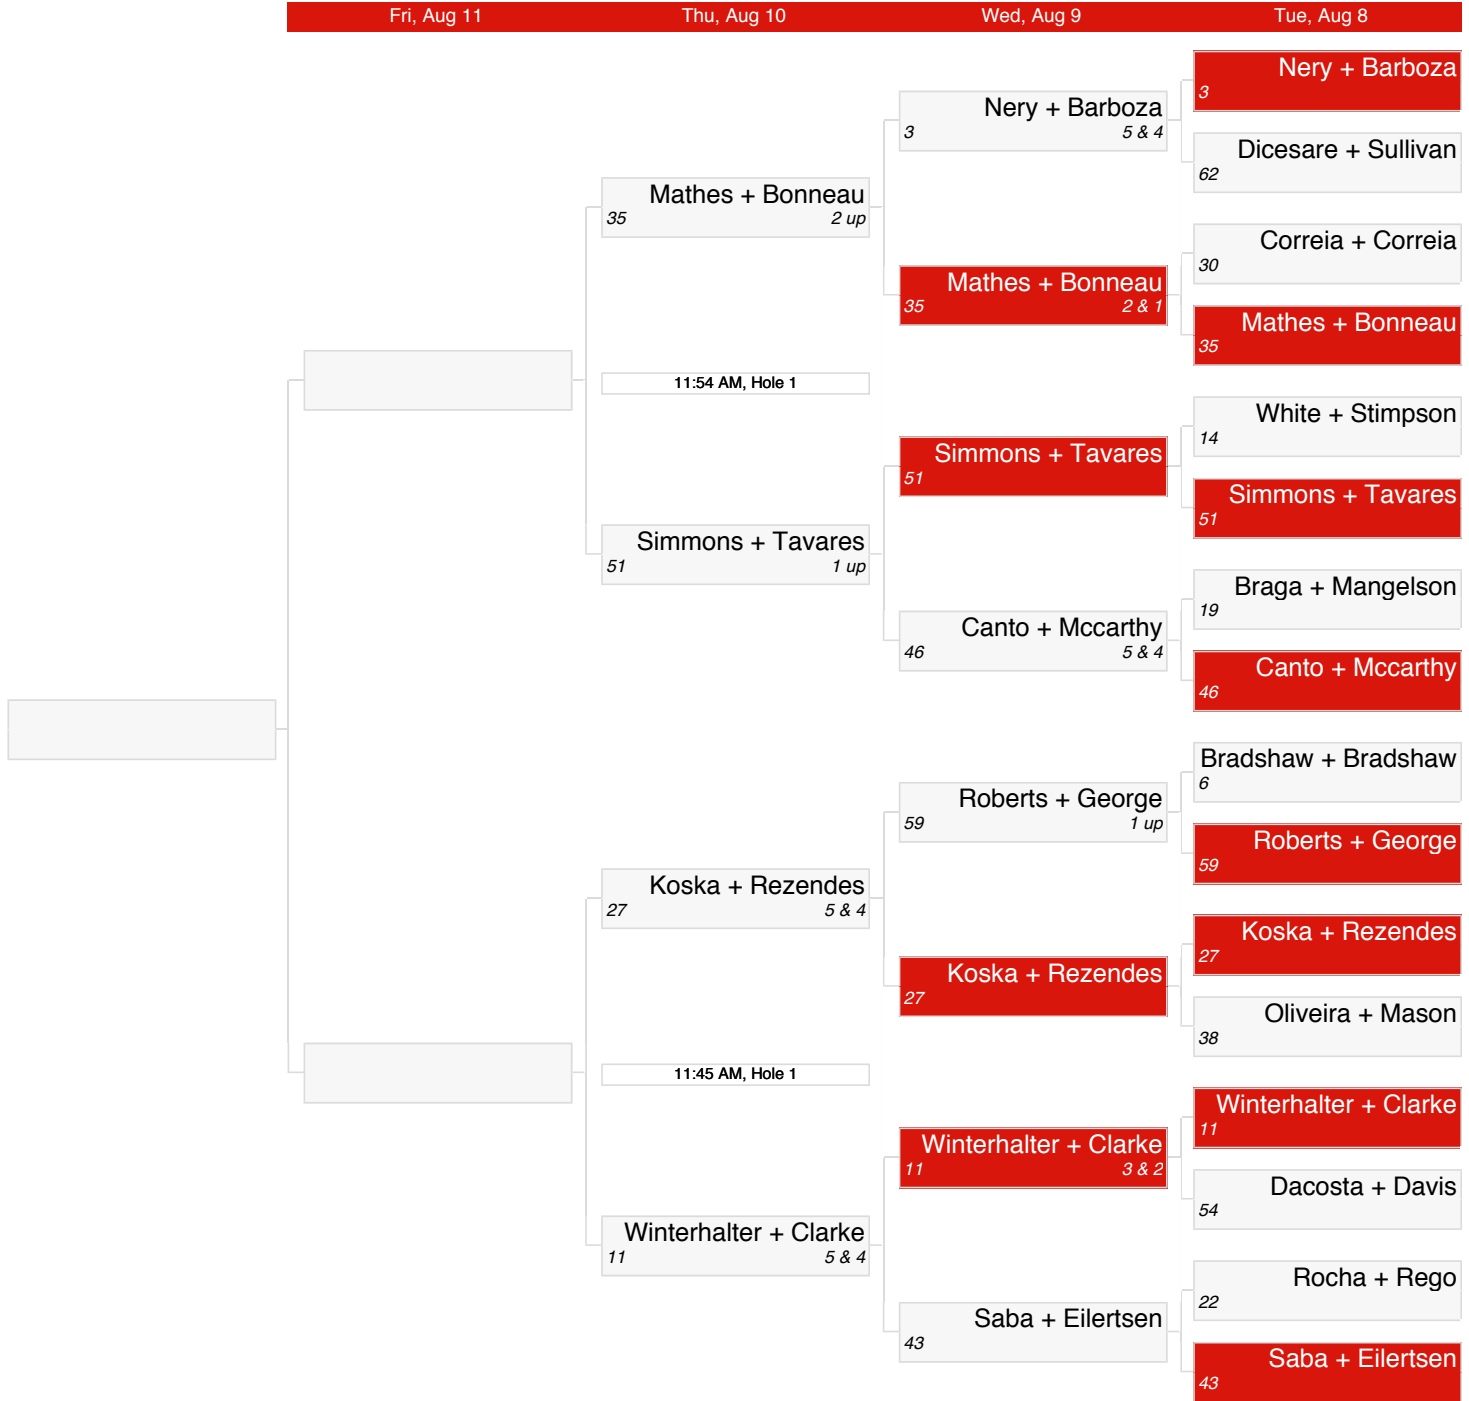 Fri, Aug 11
Thu, Aug 10
Wed, Aug 9
Tue, Aug 8
Mathes + Bonneau
35 2 up
11:54 AM, Hole 1
Simmons + Tavares
51 1 up
Koska + Rezendes
27 5 & 4
11:45 AM, Hole 1
Winterhalter + Clarke
11 5 & 4
Nery + Barboza
3 5 & 4
Mathes + Bonneau
35 2 & 1
Simmons + Tavares
51
Canto + Mccarthy
46 5 & 4
Roberts + George
59 1 up
Koska + Rezendes
27
Winterhalter + Clarke
11 3 & 2
Saba + Eilertsen
43
Nery + Barboza
3
Dicesare + Sullivan
62
Correia + Correia
30
Mathes + Bonneau
35
White + Stimpson
14
Simmons + Tavares
51
Braga + Mangelson
19
Canto + Mccarthy
46
Bradshaw + Bradshaw
6
Roberts + George
59
Koska + Rezendes
27
Oliveira + Mason
38
Winterhalter + Clarke
11
Dacosta + Davis
54
Rocha + Rego
22
Saba + Eilertsen
43